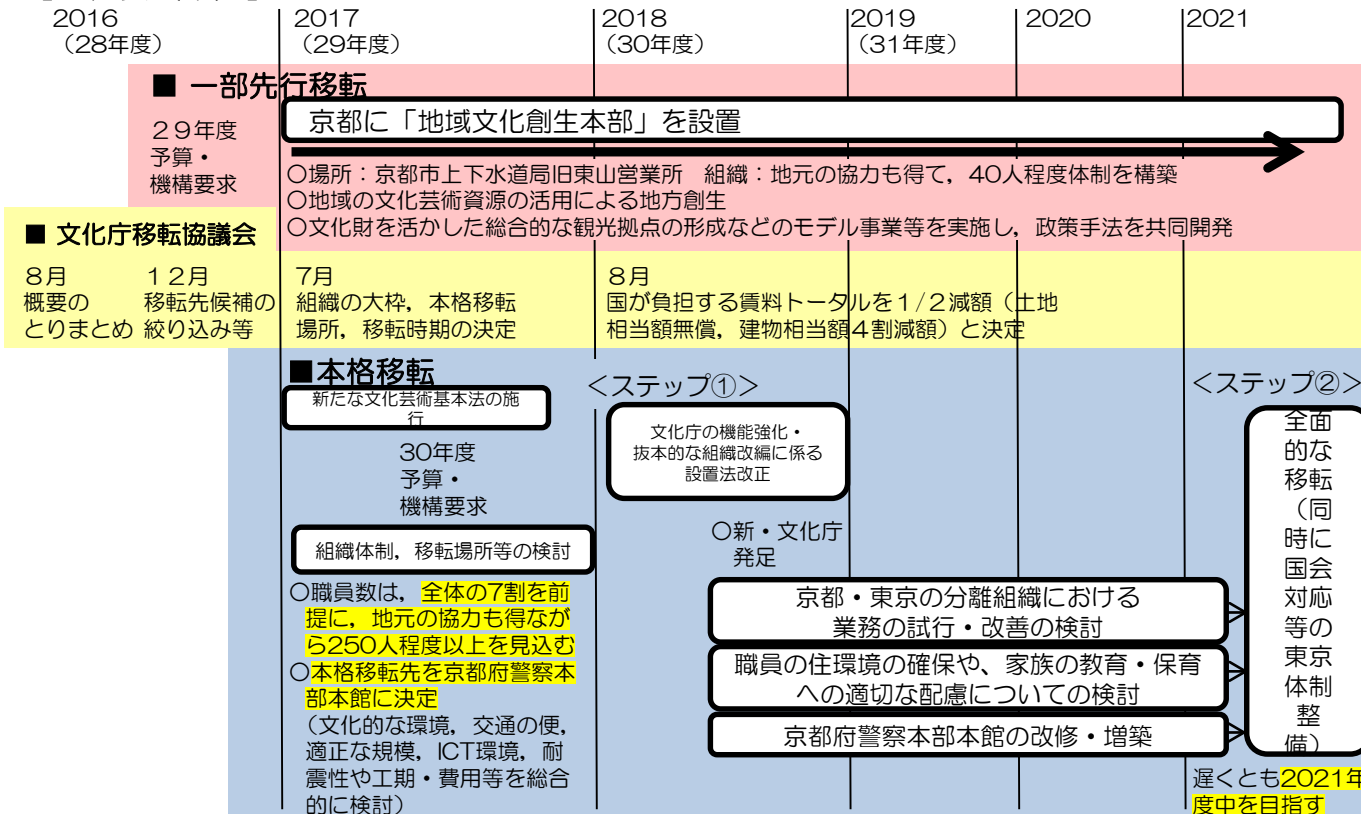 2016
(28年度)
2017
(29年度)
2018
(30年度)
2019
(31年度)
2020
2021
■ 一部先行移転
29年度
予算・
機構要求
京都に「地域文化創生本部」を設置
○場所：京都市上下水道局旧東山営業所　組織：地元の協力も得て，40人程度体制を構築
○地域の文化芸術資源の活用による地方創生
○文化財を活かした総合的な観光拠点の形成などのモデル事業等を実施し，政策手法を共同開発
■ 文化庁移転協議会
8月
概要の
とりまとめ
12月
移転先候補の
絞り込み等
7月
組織の大枠，本格移転
場所，移転時期の決定
8月
国が負担する賃料トータルを1/2減額（土地
相当額無償，建物相当額4割減額）と決定
■本格移転
新たな文化芸術基本法の施
行
30年度
予算・
機構要求
組織体制，移転場所等の検討
○職員数は，全体の7割を前
提に，地元の協力も得なが
ら250人程度以上を見込む
○本格移転先を京都府警察本
部本館に決定
（文化的な環境，交通の便，
適正な規模，ICT環境，耐
震性や工期・費用等を総合
的に検討）
＜ステップ①＞
文化庁の機能強化・
抜本的な組織改編に係る
設置法改正
○新・文化庁
発足
京都・東京の分離組織における
業務の試行・改善の検討
職員の住環境の確保や、家族の教育・保育
への適切な配慮についての検討
京都府警察本部本館の改修・増築
＜ステップ②＞
全面
的な
移転
（同
時に
国会
対応
等の
東京
体制
整
備）
遅くとも2021年
度中を目指す